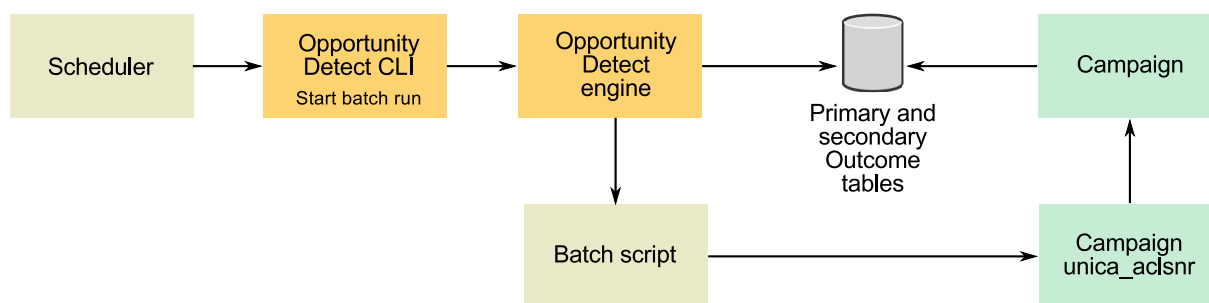 Scheduler
Opportunity
Detect CLI
Start batch run
Opportunity
Detect
engine
Primary and
secondary
Outcome
tables
Campaign
Batch script
Campaign
unica_aclsnr